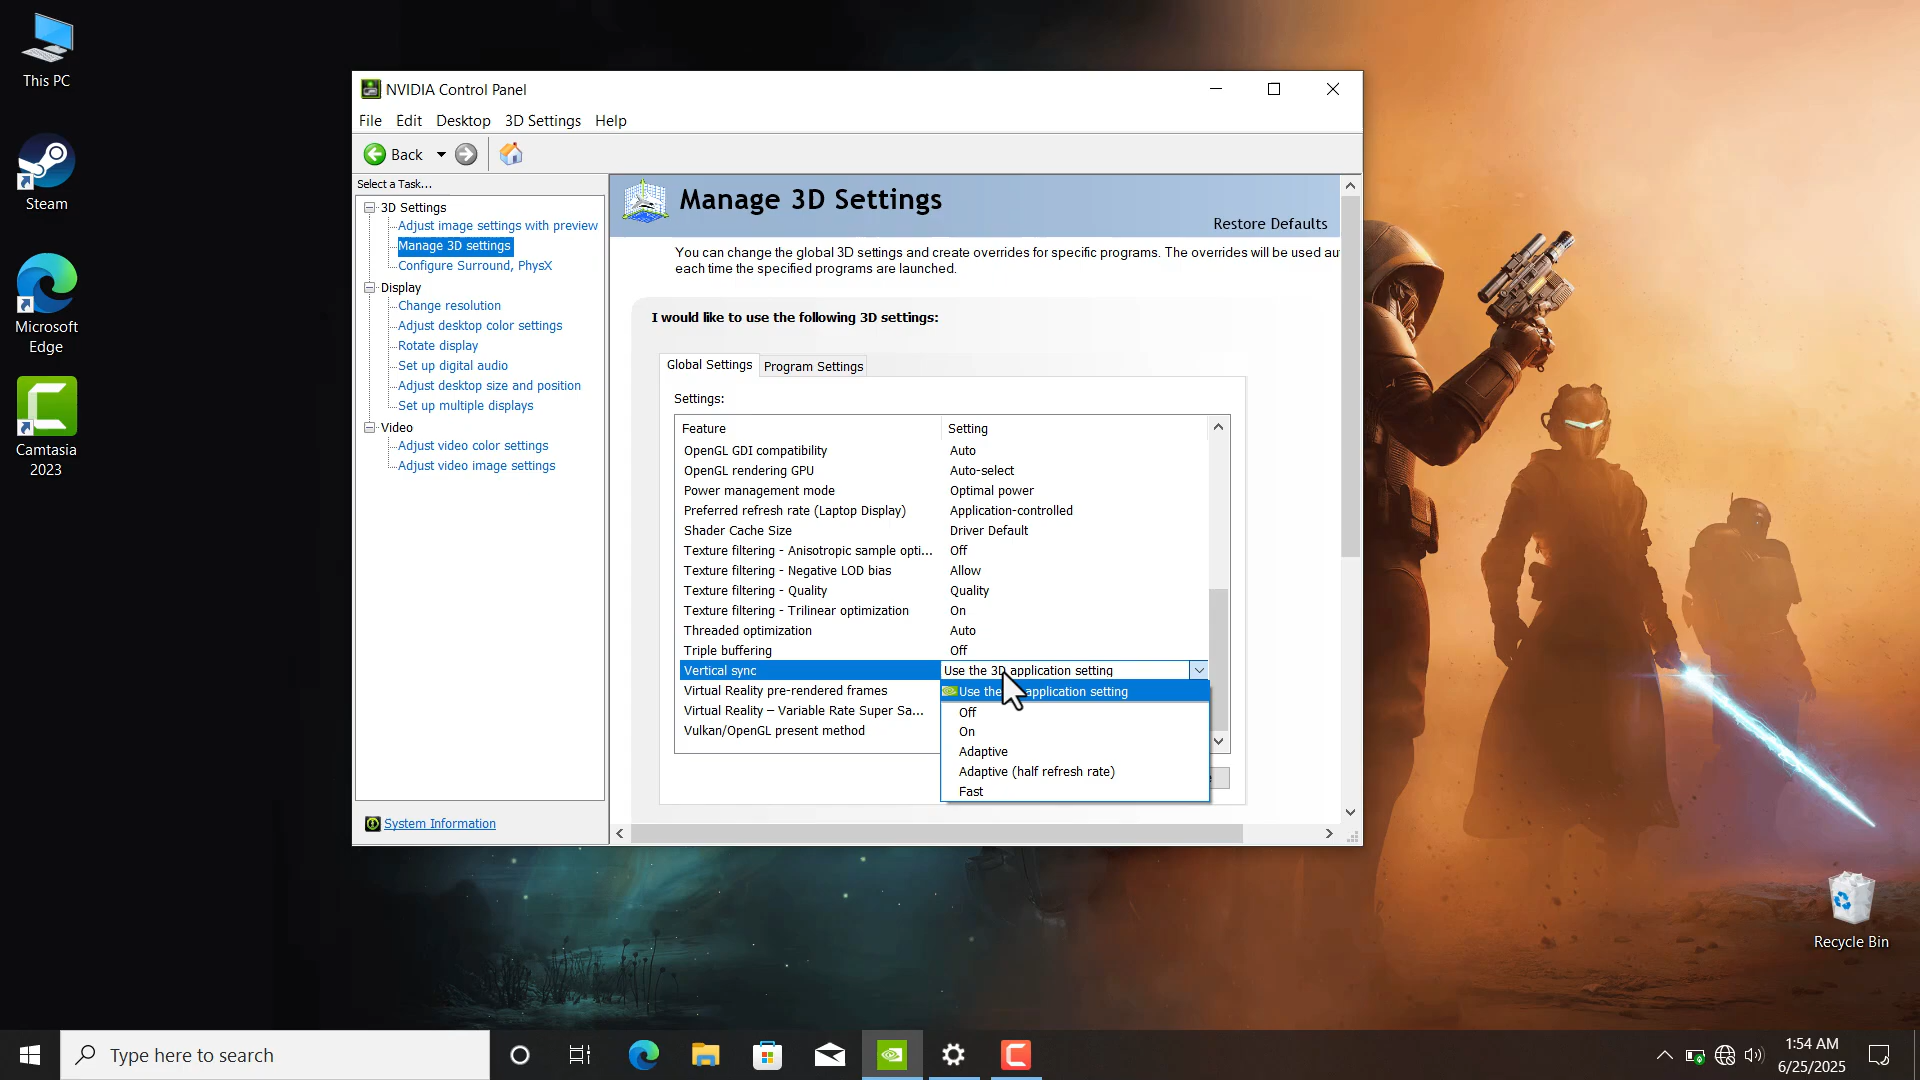 This PC
Steam
Microsoft
Edge
Camtasia
2023
NVIDIA Control Panel
File Edit Desktop 3D Settings Help
Back
Select a Task...
3D Settings
Adjust image settings with preview
Manage 3D settings
Configure Surround, PhysX
Display
Change resolution
Adjust desktop color settings
Rotate display
Set up digital audio
Adjust desktop size and position
Set up multiple displays
Video
Adjust video color settings
Adjust video image settings
System Information
Manage 3D Settings
Restore Defaults
You can change the global 3D settings and create overrides for specific programs. The overrides will be used au
each time the specified programs are launched.
I would like to use the following 3D settings:
Global Settings Program Settings
Settings:
Feature Setting
OpenGL GDI compatibility Auto
OpenGL rendering GPU Auto-select
Power management mode Optimal power
Preferred refresh rate (Laptop Display) Application-controlled
Shader Cache Size Driver Default
Texture filtering - Anisotropic sample opti... Off
Texture filtering - Negative LOD bias Allow
Texture filtering - Quality Quality
Texture filtering - Trilinear optimization On
Threaded optimization Auto
Triple buffering Off
Vertical sync Use the 3D application setting
Virtual Reality pre-rendered frames
Virtual Reality – Variable Rate Super Sa...
Vulkan/OpenGL present method
Use the application setting
Off
On
Adaptive
Adaptive (half refresh rate)
Fast
Recycle Bin
Type here to search
1:54 AM
6/25/2025